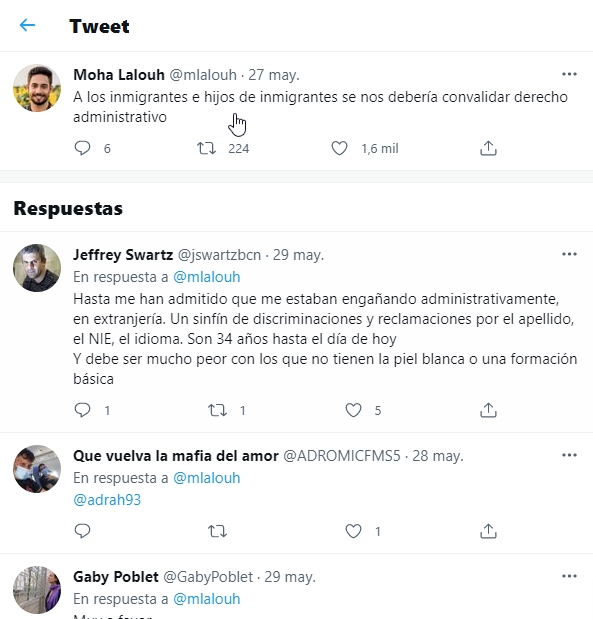 Tweet
Moha Lalouh @mlalouh · 27 may.
A los inmigrantes e hijos de inmigrantes se nos debería convalidar derecho
administrativo
6 224 1,6 mil
Respuestas
Jeffrey Swartz @jswartzbcn · 29 may.
En respuesta a @mlalouh
Hasta me han admitido que me estaban engañando administrativamente,
en extranjería. Un sinfín de discriminaciones y reclamaciones por el apellido,
el NIE, el idioma. Son 34 años hasta el día de hoy
Y debe ser mucho peor con los que no tienen la piel blanca o una formación
básica
1 1 5
Que vuelva la mafia del amor @ADROMICFMS5 · 28 may.
En respuesta a @mlalouh
@adrah93
1
Gaby Poblet @GabyPoblet · 29 may.
En respuesta a @mlalouh
Muy a favor